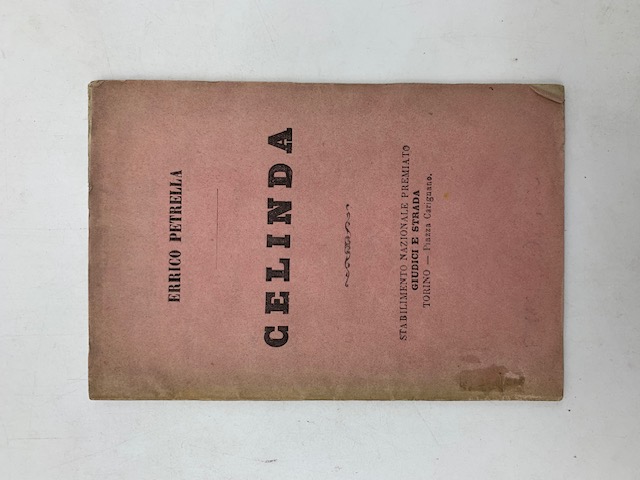 ERRICO PETRELLA
CELINDA
STABILIMENTO NAZIONALE PREMIATO
GIUDICI E STRADA
TORINO — Piazza Carignano.